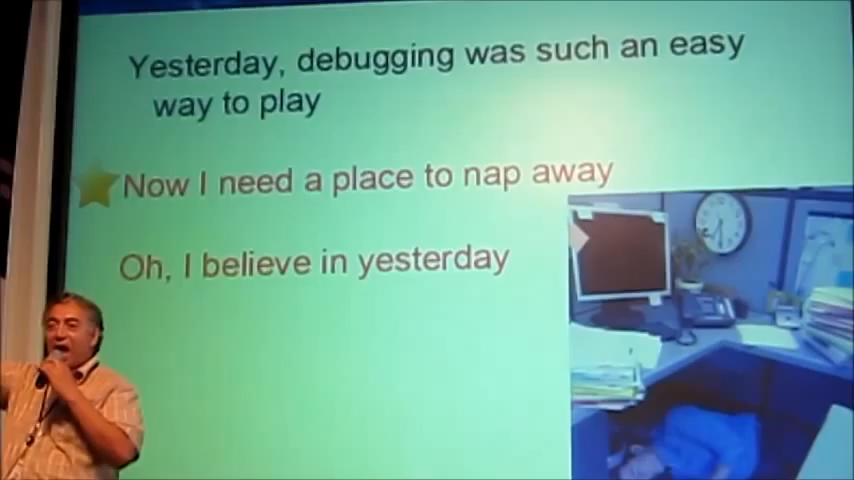 Yesterday, debugging was such an easy
way to play
Now I need a place to nap away
Oh, I believe in yesterday